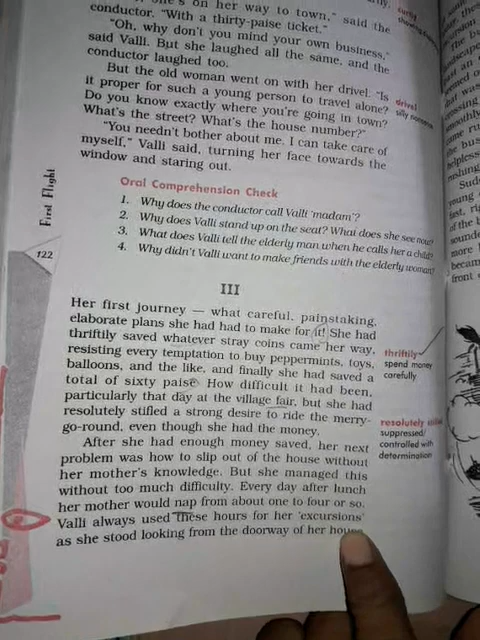 she's on her way to town," said the
conductor. "With a thirty-paise ticket."
"Oh, why don't you mind your own business,"
said Valli. But she laughed all the same, and the
conductor laughed too.
But the old woman went on with her drivel. "Is
it proper for such a young person to travel alone?
Do you know exactly where you're going in town?
What's the street? What's the house number?"
"You needn't bother about me. I can take care of
myself," Valli said, turning her face towards the
window and staring out.
drivel
silly nonsense
Oral Comprehension Check
1. Why does the conductor call Valli 'madam'?
2. Why does Valli stand up on the seat? What does she see now?
3. What does Valli tell the elderly man when he calls her a child?
4. Why didn't Valli want to make friends with the elderly woman?
First Flight
122
III
Her first journey — what careful, painstaking,
elaborate plans she had had to make for it! She had
thriftily saved whatever stray coins came her way,
resisting every temptation to buy peppermints, toys,
balloons, and the like, and finally she had saved a
total of sixty paise. How difficult it had been,
particularly that day at the village fair, but she had
resolutely stifled a strong desire to ride the merry-
go-round, even though she had the money.
After she had enough money saved, her next
problem was how to slip out of the house without
her mother's knowledge. But she managed this
without too much difficulty. Every day after lunch
her mother would nap from about one to four or so.
Valli always used these hours for her 'excursions'
as she stood looking from the doorway of her house
thriftily
spend money
carefully
resolutely stifled
suppressed/
controlled with
determination